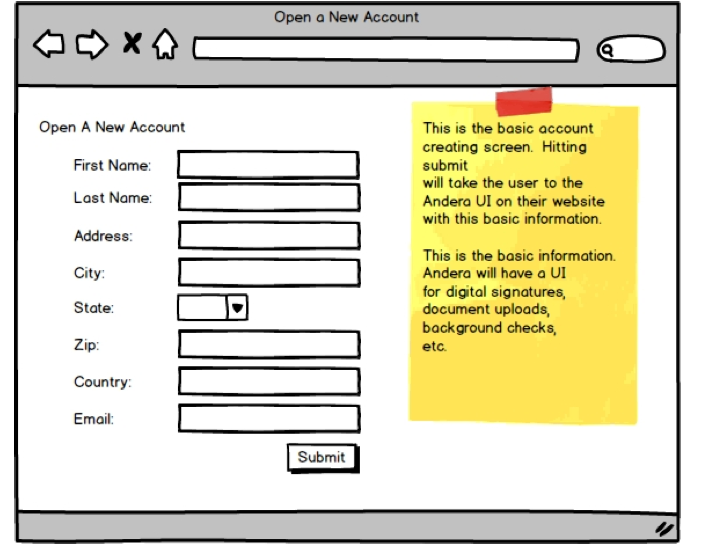 Open a New Account
Open A New Account
First Name:
Last Name:
Address:
City:
State:
Zip:
Country:
Email:
Submit
This is the basic account
creating screen. Hitting
submit
will take the user to the
Andera UI on their website
with this basic information.
This is the basic information.
Andera will have a UI
for digital signatures,
document uploads,
background checks,
etc.